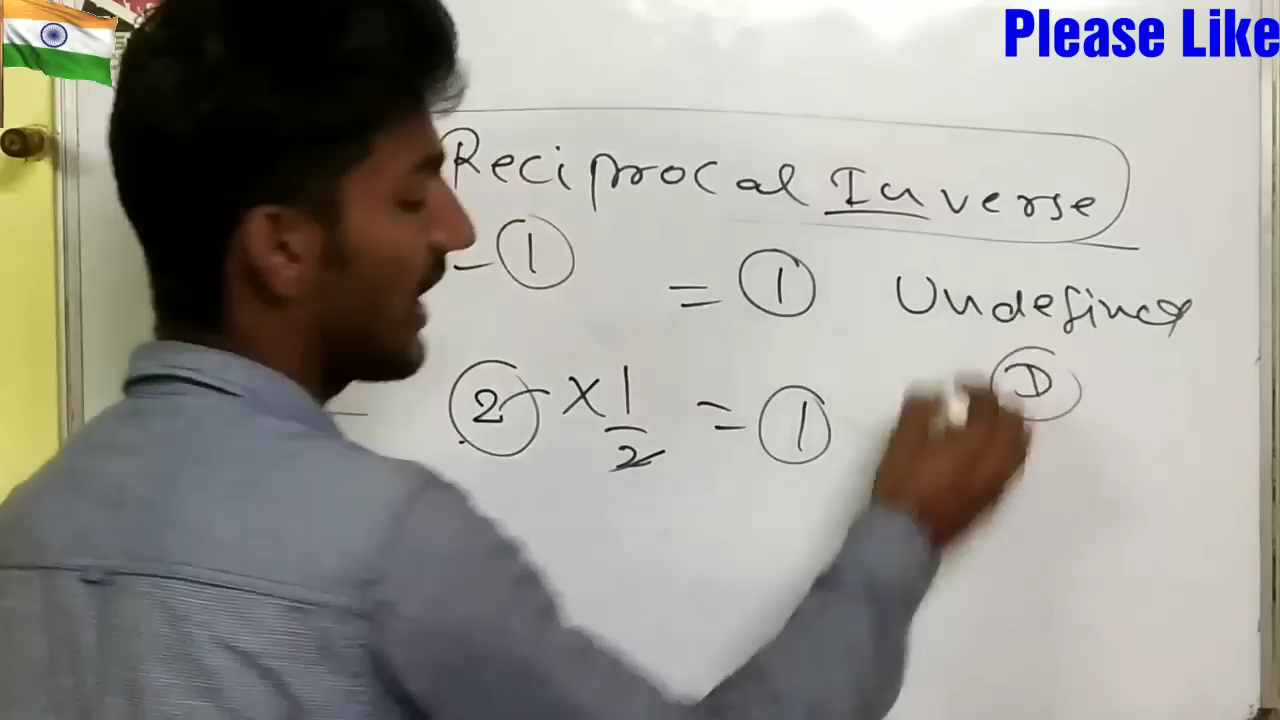 Please Like
Reciprocal Inverse
- 1
= 1 Undefined
2 × 1/2 = 1